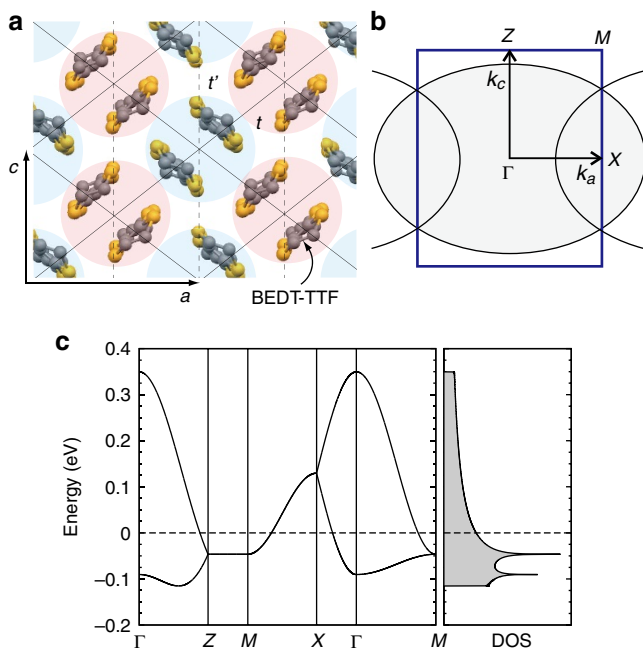 a
t'
t
c
a
BEDT-TTF
b
Z
M
k_c
Γ
X
k_a
c
Energy (eV)
0.4
0.3
0.2
0.1
0
−0.1
−0.2
Γ Z M X Γ M
DOS